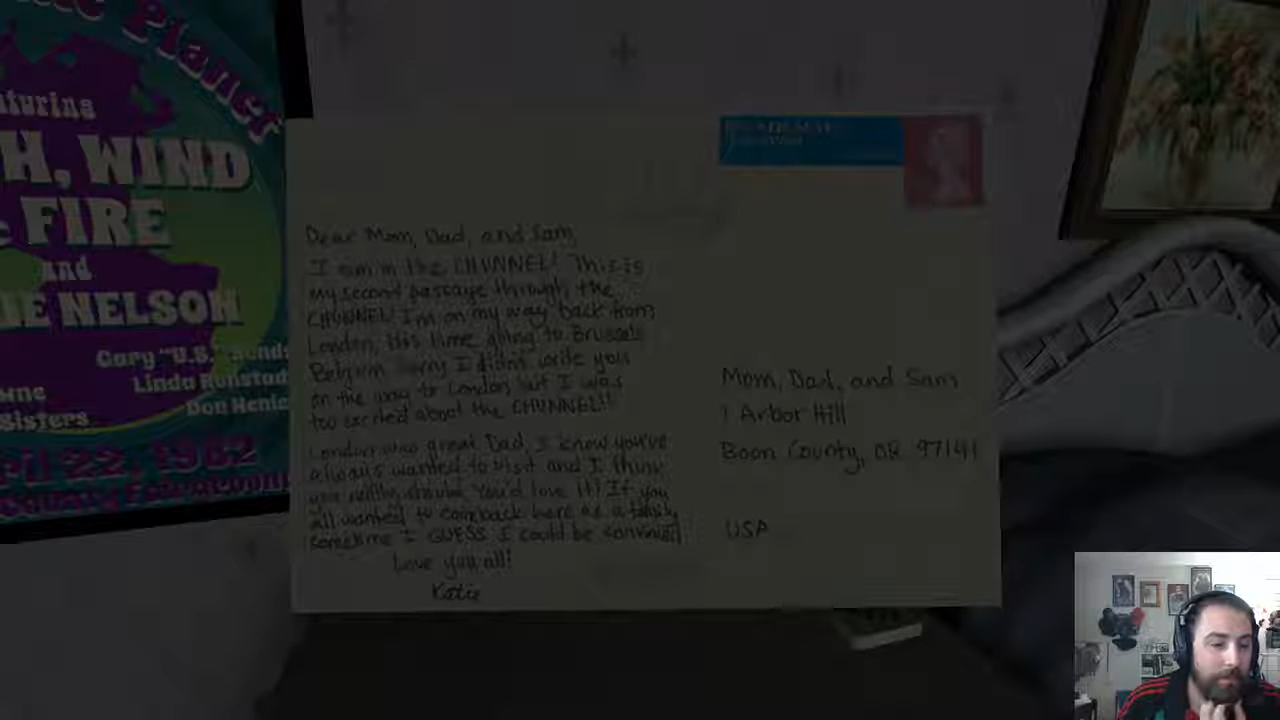 Planet
turing
H, WIND
FIRE
and
NELSON
Gary "U.S."
Linda Ronstad
Don Henle
Sisters
22, 1982
Dear Mom, Dad, and Sam,
I am in the CHUNNEL! This is
my second passage through the
CHUNNEL! I'm on my way back from
London, this time going to Brussels
Belgium. Sorry I didn't write you
on the way to London but I was
too excited about the CHUNNEL!!
London was great. Dad, I know you've
always wanted to visit and I think
you really should. You'd love it! If you
all wanted to come back here as a family
sometime I GUESS I could be convinced
Love you all!
Katie
Mom, Dad, and Sam
1 Arbor Hill
Boon County, OR 97141
USA